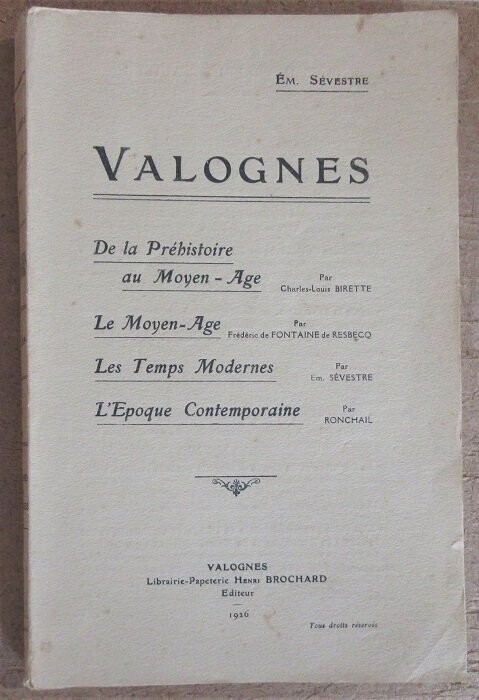 ÉM. SÉVESTRE
VALOGNES
De la Préhistoire
au Moyen-Age
Par
Charles-Louis BIRETTE
Le Moyen-Age
Par
Frédéric de FONTAINE de RESBECQ
Les Temps Modernes
Par
Em. SÉVESTRE
L'Epoque Contemporaine
Par
RONCHAIL
VALOGNES
Librairie-Papeterie HENRI BROCHARD
Editeur
1926
Tous droits réservés